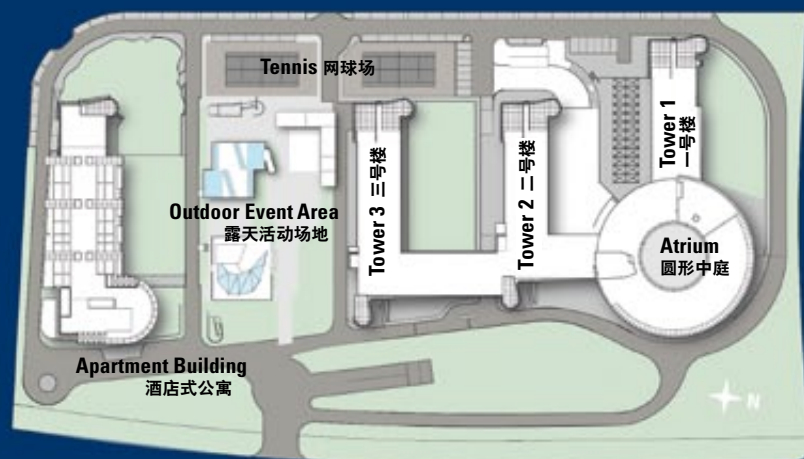 Tennis 网球场
Tower 1
一号楼
Tower 3 三号楼
Tower 2 二号楼
Outdoor Event Area
露天活动场地
Atrium
圆形中庭
Apartment Building
酒店式公寓
N